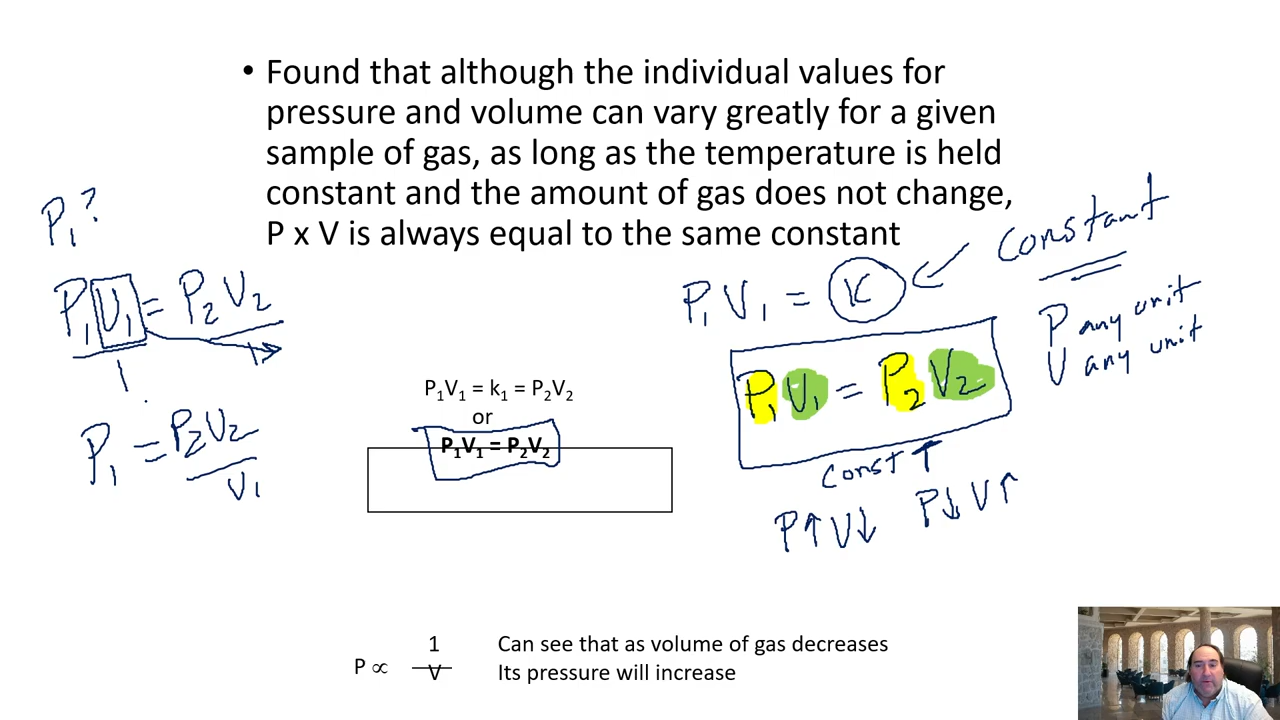 • Found that although the individual values for
pressure and volume can vary greatly for a given
sample of gas, as long as the temperature is held
constant and the amount of gas does not change,
P x V is always equal to the same constant
P₁?
P₁V₁ = P₂V₂
1
P₁ = P₂V₂
V₁
P₁V₁ = k₁ = P₂V₂
or
P₁V₁ = P₂V₂
P₁V₁ = K
Constant
P any unit
V any unit
P₁V₁ = P₂V₂
Const T
P↑V↓ P↓V↑
P ∝ 1
V
Can see that as volume of gas decreases
Its pressure will increase